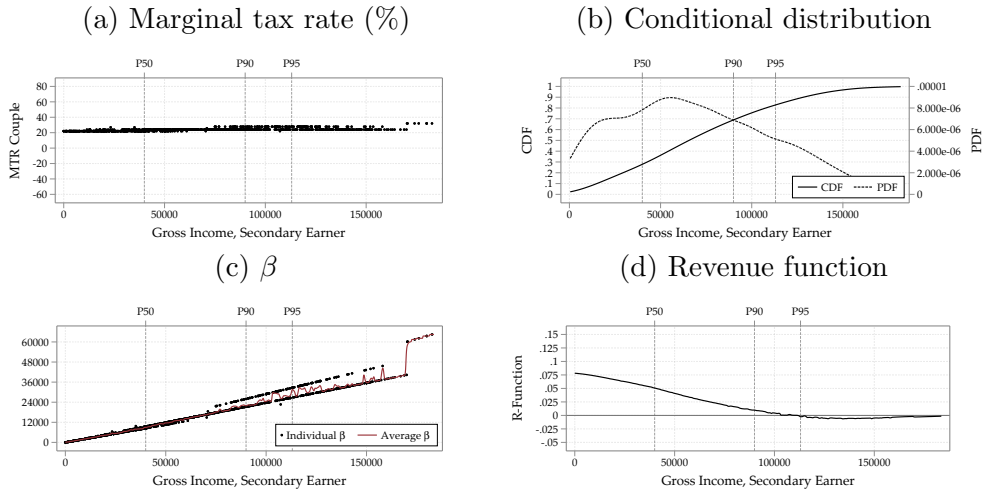 (a) Marginal tax rate (%)
P50 P90 P95
80
60
40
20
0
-20
-40
-60
MTR Couple
0 50000 100000 150000
Gross Income, Secondary Earner
(b) Conditional distribution
P50 P90 P95
1
.9
.8
.7
.6
.5
.4
.3
.2
.1
0
CDF
.00001
8.000e-06
6.000e-06
4.000e-06
2.000e-06
0
PDF
CDF PDF
0 50000 100000 150000
Gross Income, Secondary Earner
(c) β
P50 P90 P95
60000
48000
36000
24000
12000
0
Individual β Average β
0 50000 100000 150000
Gross Income, Secondary Earner
(d) Revenue function
P50 P90 P95
.15
.125
.1
.075
.05
.025
0
-.025
-.05
R-Function
0 50000 100000 150000
Gross Income, Secondary Earner